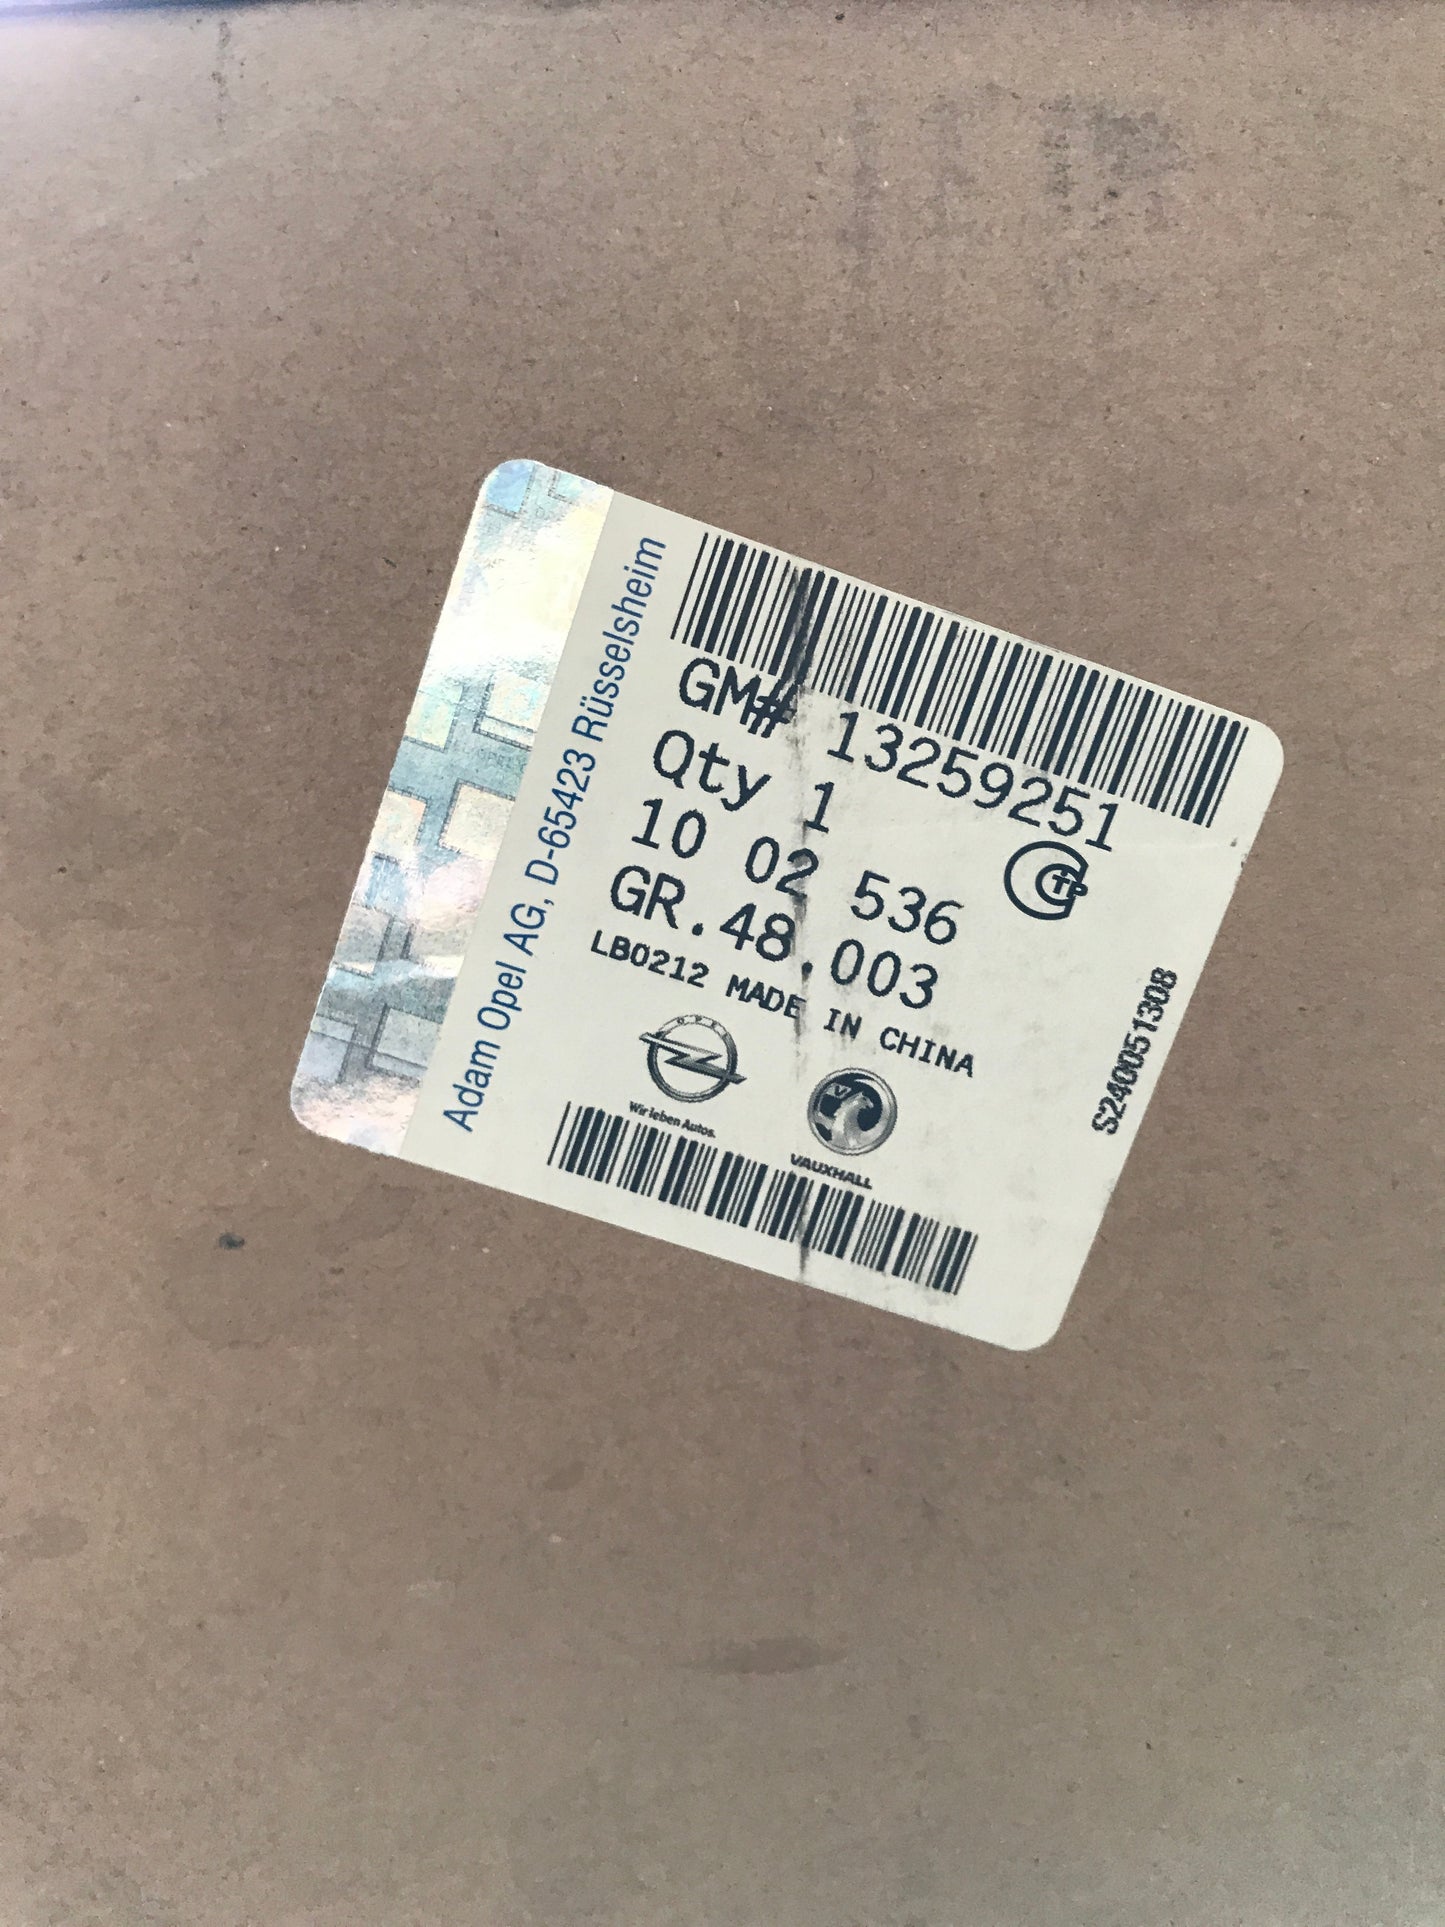 Adam Opel AG, D-65423 Rüsselsheim
GM# 13259251
Qty 1
10 02 536
GR.48.003
LB0212 MADE IN CHINA
OPEL
Wir leben Autos.
VAUXHALL
S240051308